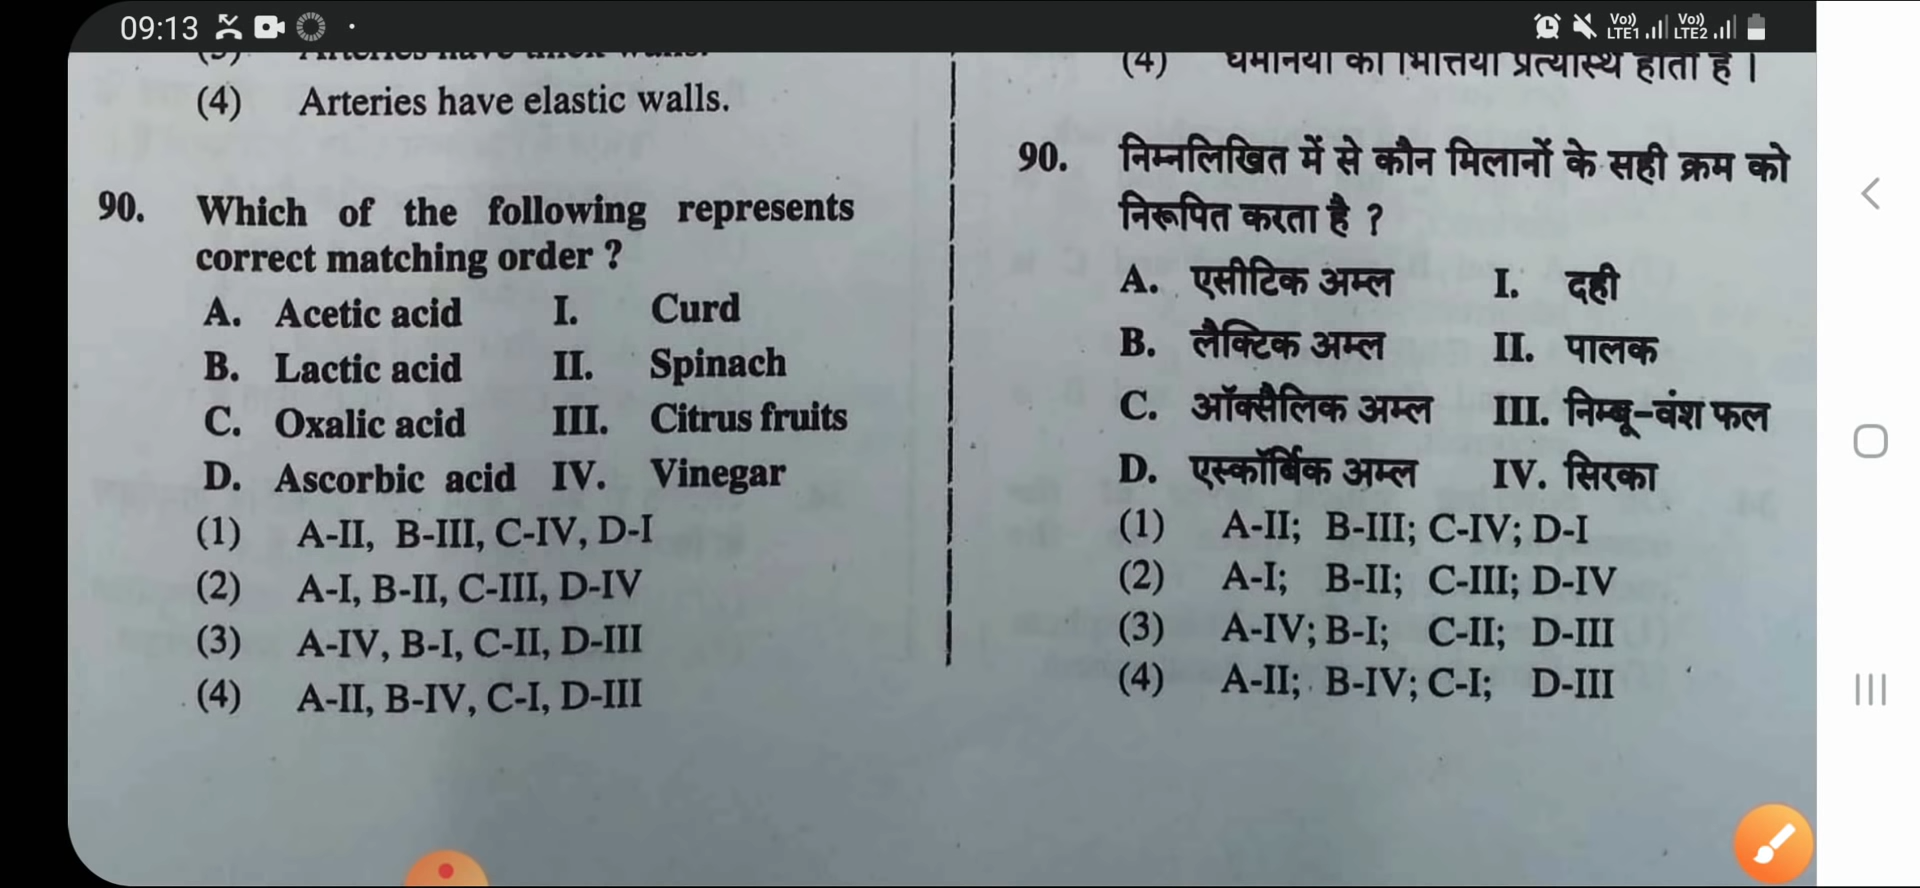 09:13
Vo)) LTE1 Vo)) LTE2
(4) Arteries have elastic walls.
90. Which of the following represents
correct matching order ?
A. Acetic acid I. Curd
B. Lactic acid II. Spinach
C. Oxalic acid III. Citrus fruits
D. Ascorbic acid IV. Vinegar
(1) A-II, B-III, C-IV, D-I
(2) A-I, B-II, C-III, D-IV
(3) A-IV, B-I, C-II, D-III
(4) A-II, B-IV, C-I, D-III
(4) धमनियों की भित्तियाँ प्रत्यास्थ होती हैं ।
90. निम्नलिखित में से कौन मिलानों के सही क्रम को
निरूपित करता है ?
A. एसीटिक अम्ल I. दही
B. लैक्टिक अम्ल II. पालक
C. ऑक्सैलिक अम्ल III. निम्बू-वंश फल
D. एस्कॉर्बिक अम्ल IV. सिरका
(1) A-II; B-III; C-IV; D-I
(2) A-I; B-II; C-III; D-IV
(3) A-IV; B-I; C-II; D-III
(4) A-II; B-IV; C-I; D-III